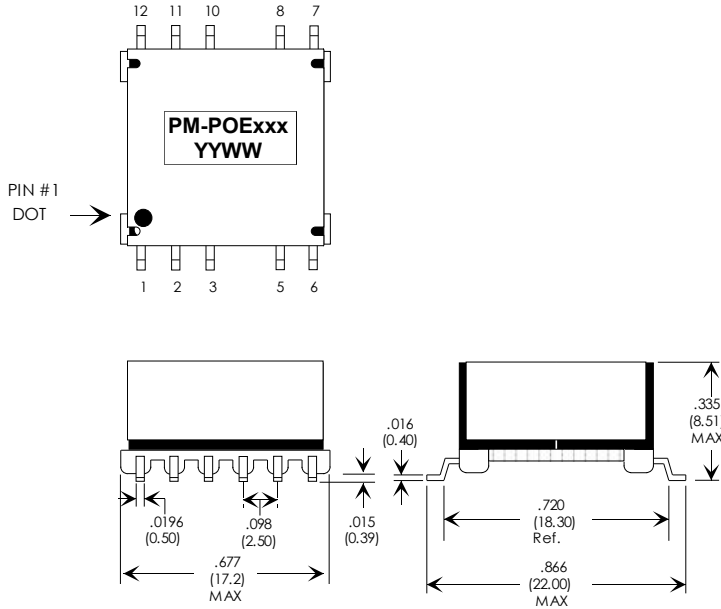 12 11 10 8 7
PM-POExxx
YYWW
PIN #1
DOT
1 2 3 5 6
.0196
(0.50)
.098
(2.50)
.015
(0.39)
.677
(17.2)
MAX
.016
(0.40)
.335
(8.51)
MAX
.720
(18.30)
Ref.
.866
(22.00)
MAX